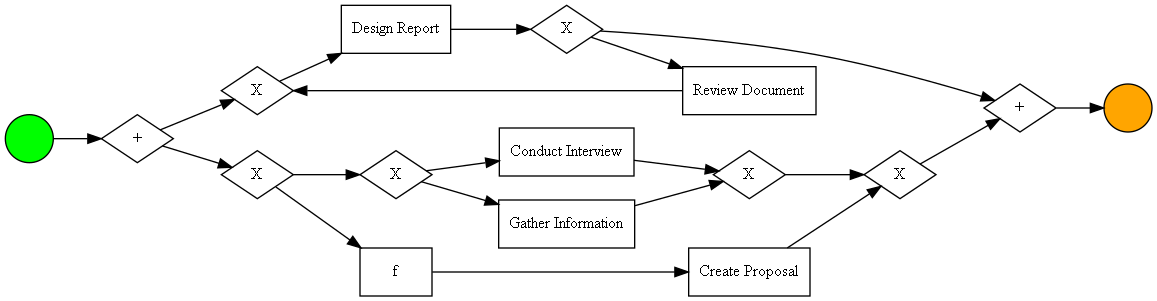 Design Report
X
X
Review Document
+
+
Conduct Interview
X
X
X
X
Gather Information
f
Create Proposal